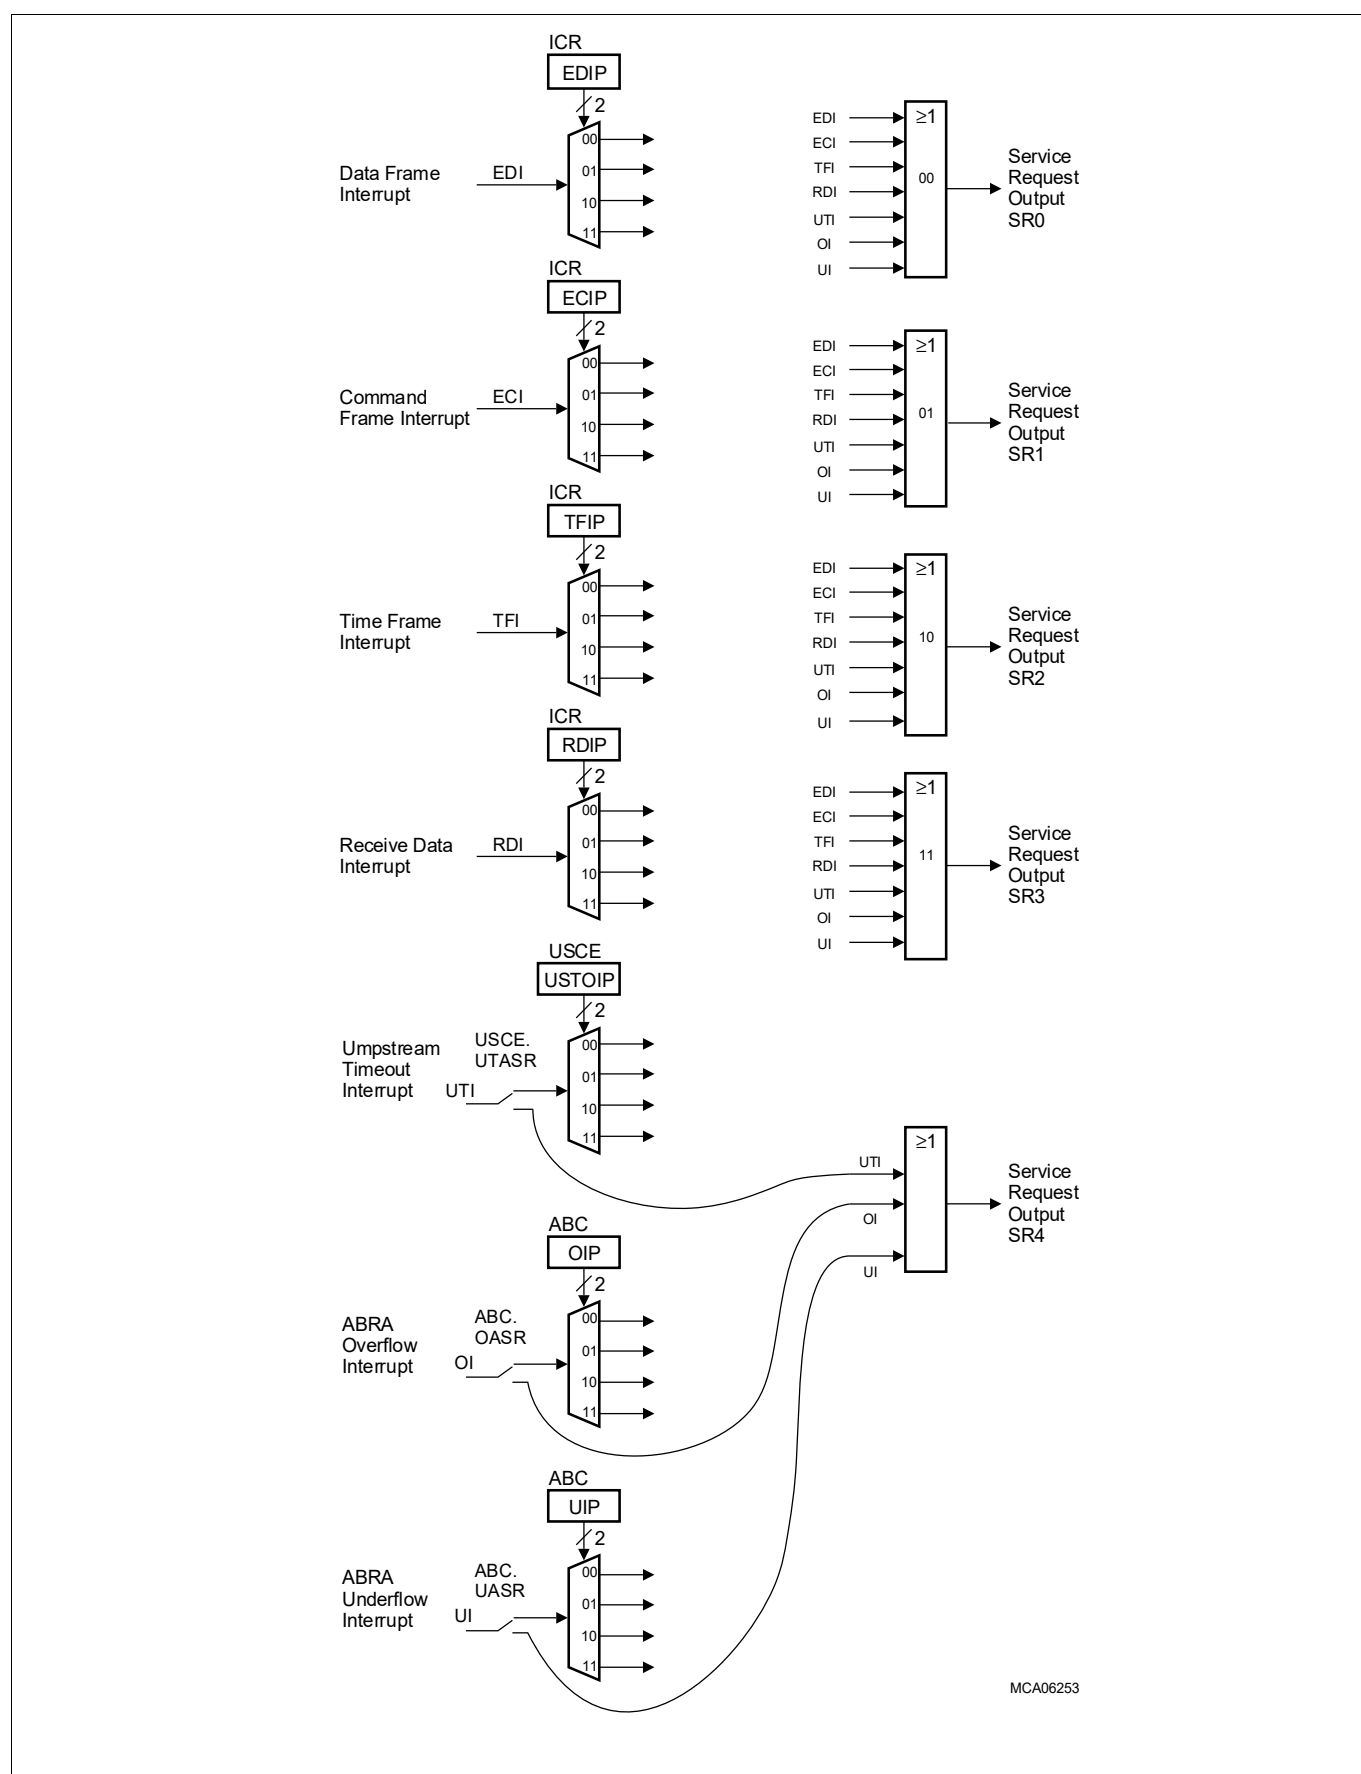 ICR
EDIP
2
00
01
10
11
Data Frame
Interrupt
EDI
ICR
ECIP
2
00
01
10
11
Command
Frame Interrupt
ECI
ICR
TFIP
2
00
01
10
11
Time Frame
Interrupt
TFI
ICR
RDIP
2
00
01
10
11
Receive Data
Interrupt
RDI
USCE
USTOIP
2
00
01
10
11
Umpstream
Timeout
Interrupt
USCE.
UTASR
UTI
ABC
OIP
2
00
01
10
11
ABRA
Overflow
Interrupt
ABC.
OASR
OI
ABC
UIP
2
00
01
10
11
ABRA
Underflow
Interrupt
ABC.
UASR
UI
EDI
ECI
TFI
RDI
UTI
OI
UI
≥1
00
Service
Request
Output
SR0
EDI
ECI
TFI
RDI
UTI
OI
UI
≥1
01
Service
Request
Output
SR1
EDI
ECI
TFI
RDI
UTI
OI
UI
≥1
10
Service
Request
Output
SR2
EDI
ECI
TFI
RDI
UTI
OI
UI
≥1
11
Service
Request
Output
SR3
UTI
OI
UI
≥1
Service
Request
Output
SR4
MCA06253